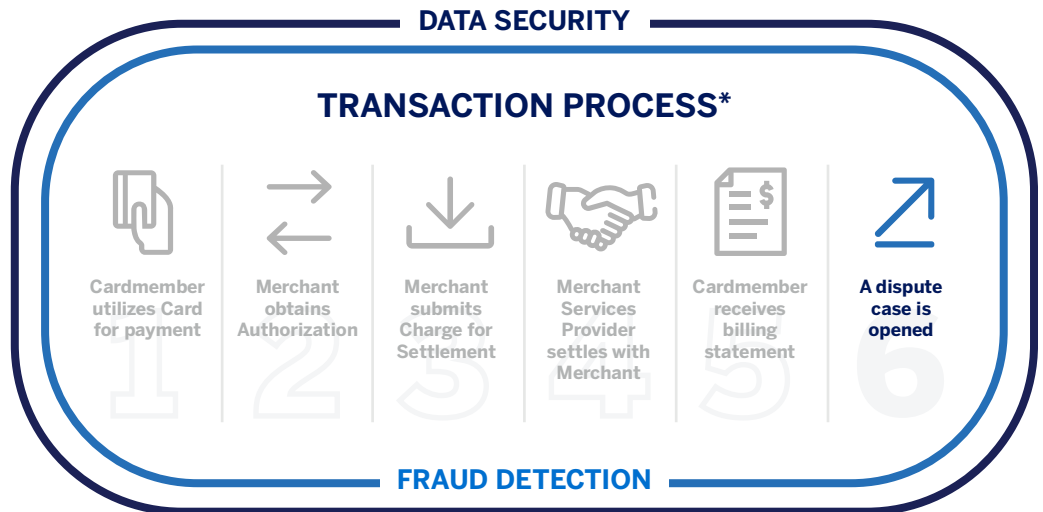 DATA SECURITY
TRANSACTION PROCESS*
Cardmember
utilizes Card
for payment
1
Merchant
obtains
Authorization
2
Merchant
submits
Charge for
Settlement
3
Merchant
Services
Provider
settles with
Merchant
4
$
Cardmember
receives
billing
statement
5
A dispute
case is
opened
6
FRAUD DETECTION